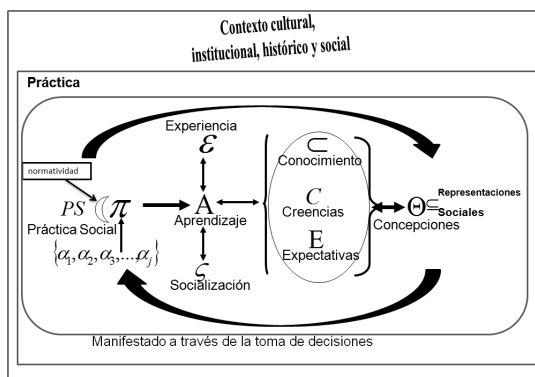 Contexto cultural,
institucional, histórico y social
Práctica
Experiencia
ε
normatividad
⊂
Conocimiento
PS π
Práctica Social
A
Aprendizaje
C
Creencias
Θ ⊆ Representaciones
Sociales
Concepciones
E
Expectativas
{α₁, α₂, α₃,..., αⱼ}
ς
Socialización
Manifestado a través de la toma de decisiones